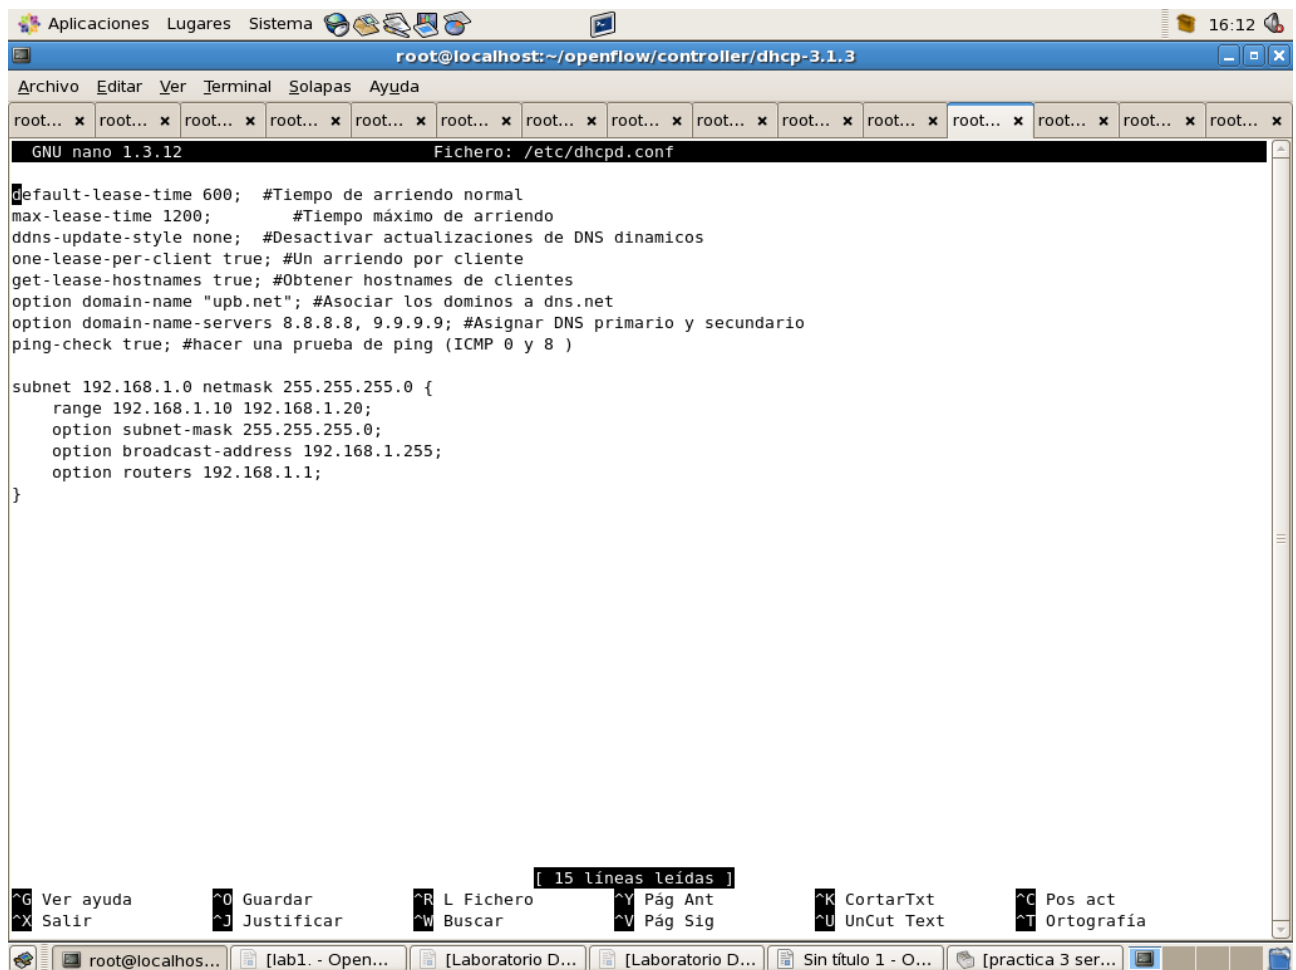 Aplicaciones Lugares Sistema 16:12
root@localhost:~/openflow/controller/dhcp-3.1.3
Archivo Editar Ver Terminal Solapas Ayuda
root... root... root... root... root... root... root... root... root... root... root... root... root... root... root...
GNU nano 1.3.12 Fichero: /etc/dhcpd.conf
default-lease-time 600; #Tiempo de arriendo normal
max-lease-time 1200; #Tiempo máximo de arriendo
ddns-update-style none; #Desactivar actualizaciones de DNS dinamicos
one-lease-per-client true; #Un arriendo por cliente
get-lease-hostnames true; #Obtener hostnames de clientes
option domain-name "upb.net"; #Asociar los dominos a dns.net
option domain-name-servers 8.8.8.8, 9.9.9.9; #Asignar DNS primario y secundario
ping-check true; #hacer una prueba de ping (ICMP 0 y 8 )
subnet 192.168.1.0 netmask 255.255.255.0 {
range 192.168.1.10 192.168.1.20;
option subnet-mask 255.255.255.0;
option broadcast-address 192.168.1.255;
option routers 192.168.1.1;
}
[ 15 líneas leídas ]
^G Ver ayuda ^O Guardar ^R L Fichero ^Y Pág Ant ^K CortarTxt ^C Pos act
^X Salir ^J Justificar ^W Buscar ^V Pág Sig ^U UnCut Text ^T Ortografía
root@localhos... [lab1. - Open... [Laboratorio D... [Laboratorio D... Sin título 1 - O... [practica 3 ser...